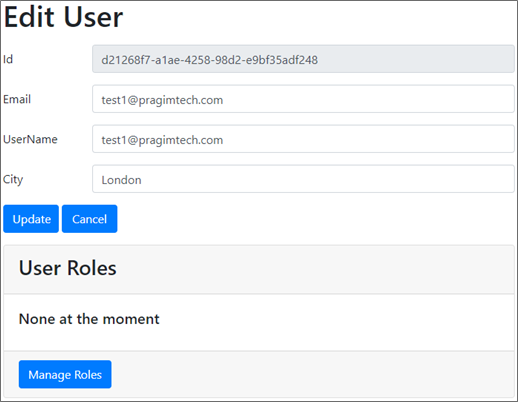 Edit User
Id d21268f7-a1ae-4258-98d2-e9bf35adf248
Email test1@pragimtech.com
UserName test1@pragimtech.com
City London
Update Cancel
User Roles
None at the moment
Manage Roles